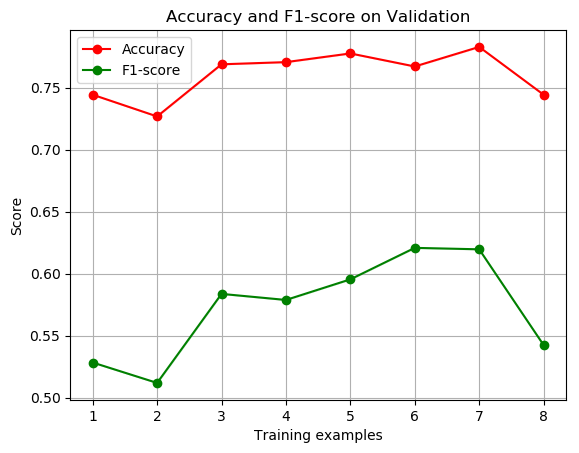 Accuracy and F1-score on Validation
Accuracy
F1-score
0.75
0.70
0.65
0.60
0.55
0.50
Score
1 2 3 4 5 6 7 8
Training examples